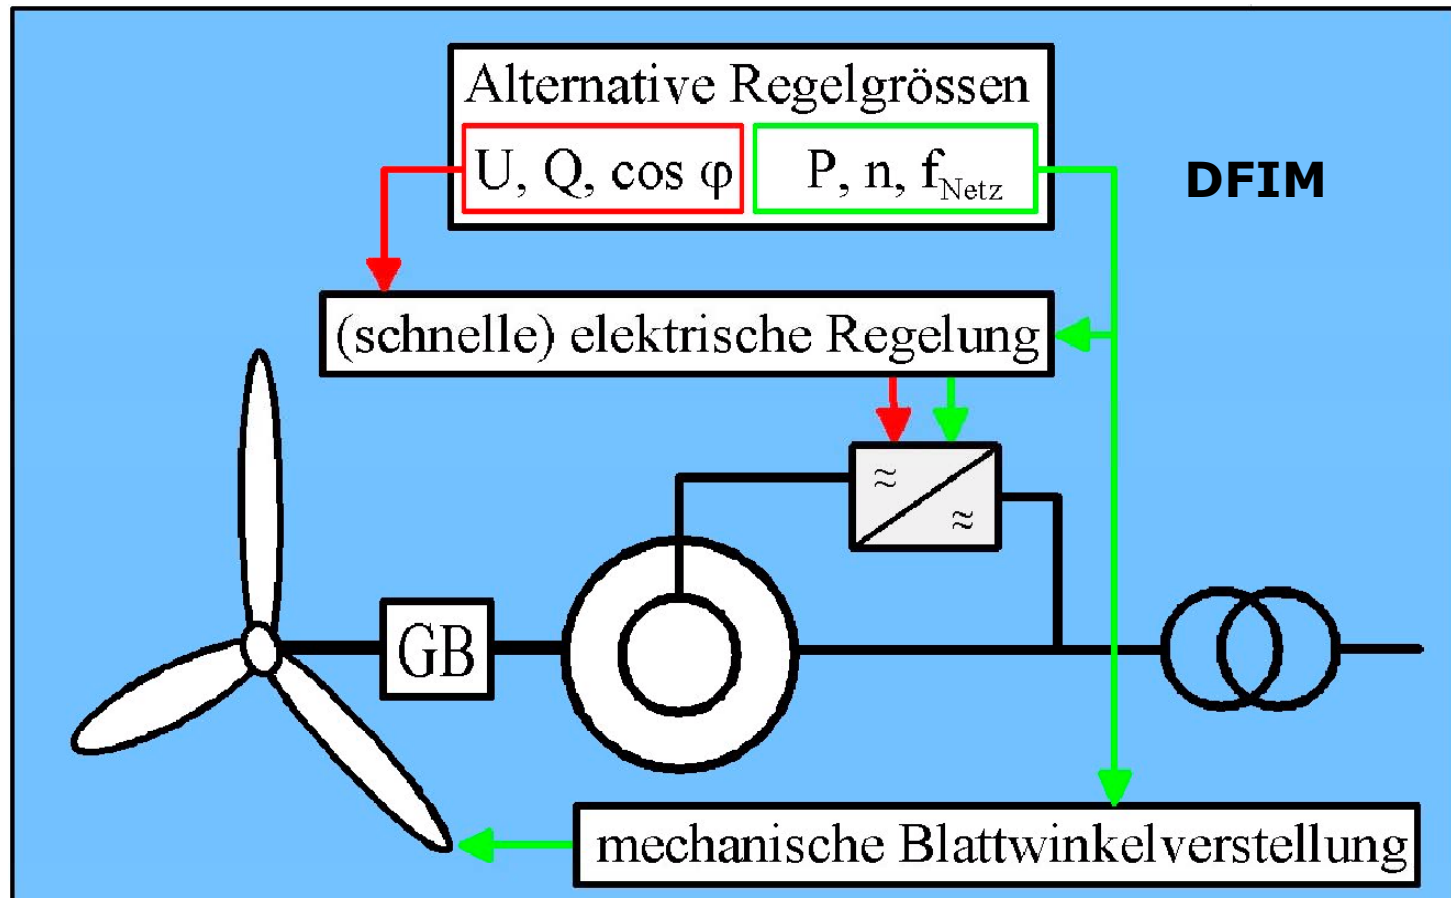 Alternative Regelgrössen
U, Q, cos φ
P, n, f_Netz
DFIM
(schnelle) elektrische Regelung
≈
≈
GB
mechanische Blattwinkelverstellung